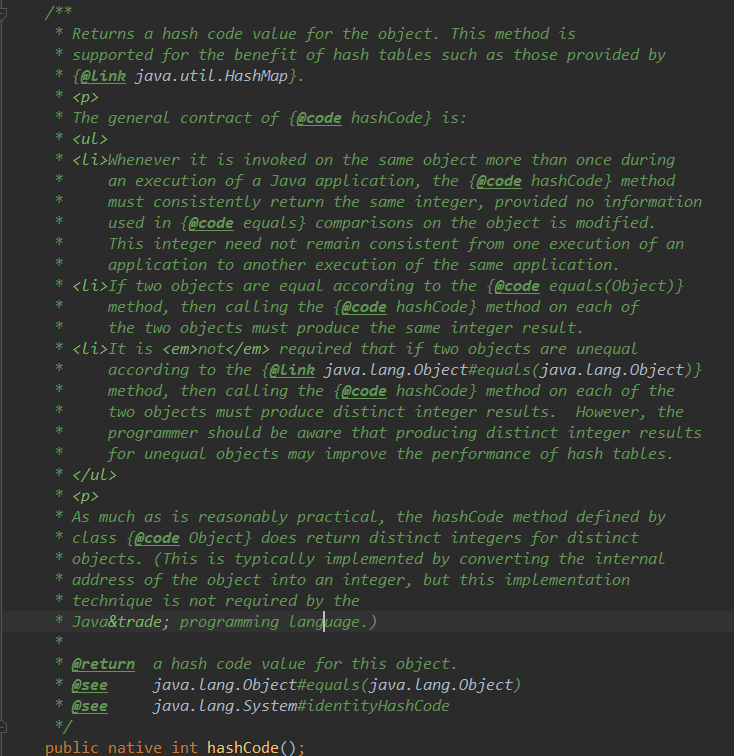 /**
* Returns a hash code value for the object. This method is
* supported for the benefit of hash tables such as those provided by
* {@link java.util.HashMap}.
* <p>
* The general contract of {@code hashCode} is:
* <ul>
* <li>Whenever it is invoked on the same object more than once during
*     an execution of a Java application, the {@code hashCode} method
*     must consistently return the same integer, provided no information
*     used in {@code equals} comparisons on the object is modified.
*     This integer need not remain consistent from one execution of an
*     application to another execution of the same application.
* <li>If two objects are equal according to the {@code equals(Object)}
*     method, then calling the {@code hashCode} method on each of
*     the two objects must produce the same integer result.
* <li>It is <em>not</em> required that if two objects are unequal
*     according to the {@link java.lang.Object#equals(java.lang.Object)}
*     method, then calling the {@code hashCode} method on each of the
*     two objects must produce distinct integer results.  However, the
*     programmer should be aware that producing distinct integer results
*     for unequal objects may improve the performance of hash tables.
* </ul>
* <p>
* As much as is reasonably practical, the hashCode method defined by
* class {@code Object} does return distinct integers for distinct
* objects. (This is typically implemented by converting the internal
* address of the object into an integer, but this implementation
* technique is not required by the
* Java&trade; programming language.)
*
* @return  a hash code value for this object.
* @see     java.lang.Object#equals(java.lang.Object)
* @see     java.lang.System#identityHashCode
*/
public native int hashCode();